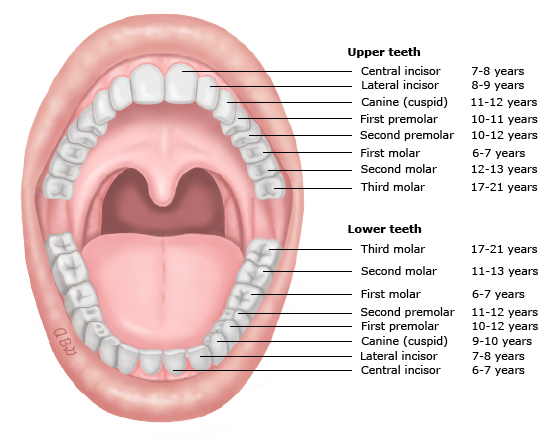 Upper teeth
Central incisor 7-8 years
Lateral incisor 8-9 years
Canine (cuspid) 11-12 years
First premolar 10-11 years
Second premolar 10-12 years
First molar 6-7 years
Second molar 12-13 years
Third molar 17-21 years
Lower teeth
Third molar 17-21 years
Second molar 11-13 years
First molar 6-7 years
Second premolar 11-12 years
First premolar 10-12 years
Canine (cuspid) 9-10 years
Lateral incisor 7-8 years
Central incisor 6-7 years